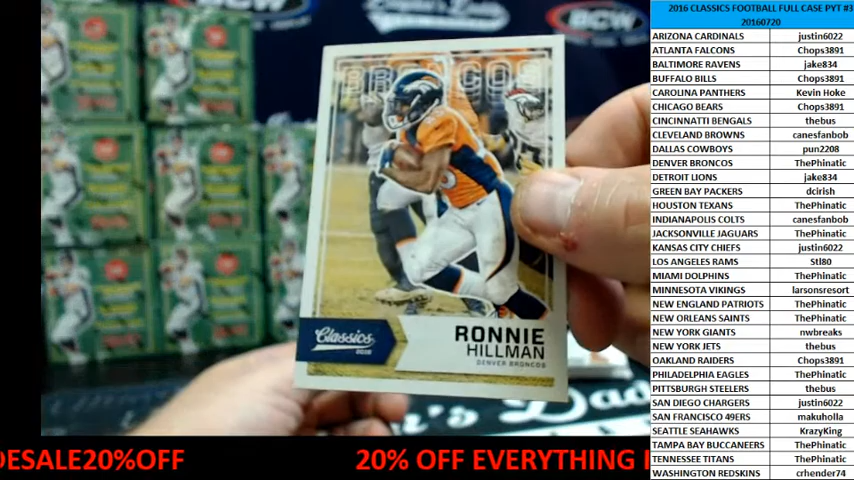 BCW
BCW
BRONCOS
Classics
2016
RONNIE
HILLMAN
DENVER BRONCOS
DESALE20%OFF
20% OFF EVERYTHING
2016 CLASSICS FOOTBALL FULL CASE PYT #3
20160720
ARIZONA CARDINALS justin6022
ATLANTA FALCONS Chops3891
BALTIMORE RAVENS jake834
BUFFALO BILLS Chops3891
CAROLINA PANTHERS Kevin Hoke
CHICAGO BEARS Chops3891
CINCINNATI BENGALS thebus
CLEVELAND BROWNS canesfanbob
DALLAS COWBOYS pun2208
DENVER BRONCOS ThePhinatic
DETROIT LIONS jake834
GREEN BAY PACKERS dcirish
HOUSTON TEXANS ThePhinatic
INDIANAPOLIS COLTS canesfanbob
JACKSONVILLE JAGUARS ThePhinatic
KANSAS CITY CHIEFS justin6022
LOS ANGELES RAMS Stl80
MIAMI DOLPHINS ThePhinatic
MINNESOTA VIKINGS larsonsresort
NEW ENGLAND PATRIOTS ThePhinatic
NEW ORLEANS SAINTS ThePhinatic
NEW YORK GIANTS nwbreaks
NEW YORK JETS thebus
OAKLAND RAIDERS Chops3891
PHILADELPHIA EAGLES ThePhinatic
PITTSBURGH STEELERS thebus
SAN DIEGO CHARGERS justin6022
SAN FRANCISCO 49ERS makuholla
SEATTLE SEAHAWKS KrazyKing
TAMPA BAY BUCCANEERS ThePhinatic
TENNESSEE TITANS ThePhinatic
WASHINGTON REDSKINS crhender74